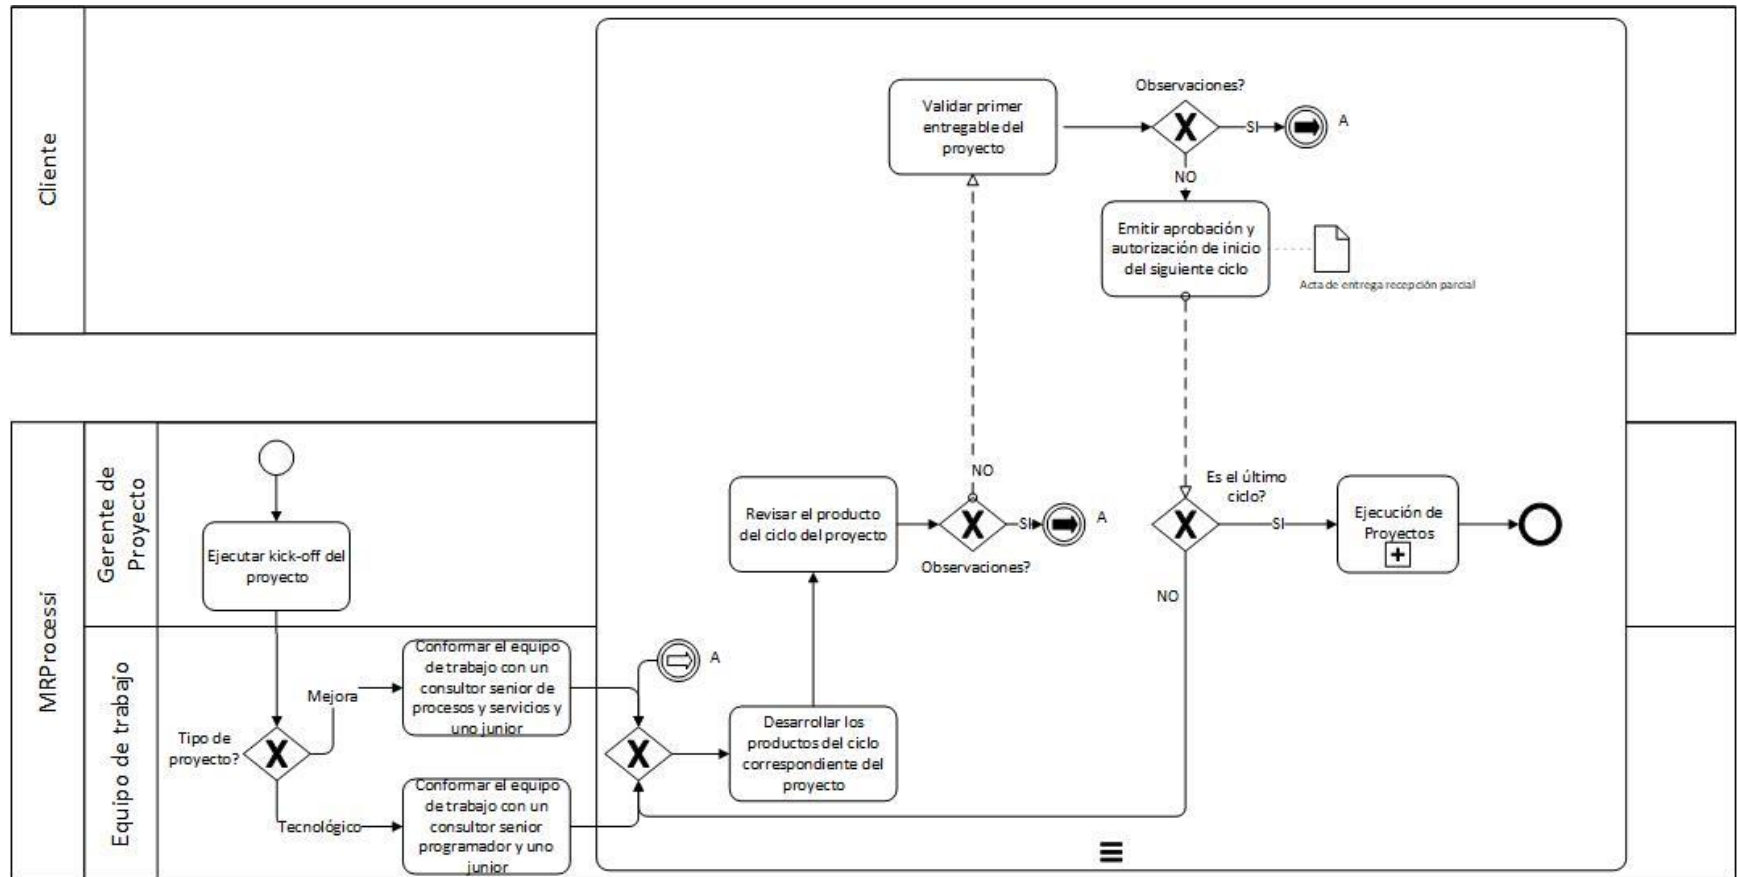 Cliente
Validar primer
entregable del
proyecto
Observaciones?
SI
A
NO
Emitir aprobación y
autorización de inicio
del siguiente ciclo
Acta de entrega recepción parcial
MRProcessi
Gerente de
Proyecto
Ejecutar kick-off del
proyecto
Revisar el producto
del ciclo del proyecto
NO
SI
A
Observaciones?
Es el último
ciclo?
SI
NO
Ejecución de
Proyectos
Equipo de trabajo
Tipo de
proyecto?
Mejora
Conformar el equipo
de trabajo con un
consultor senior de
procesos y servicios y
uno junior
Tecnológico
Conformar el equipo
de trabajo con un
consultor senior
programador y uno
junior
A
Desarrollar los
productos del ciclo
correspondiente del
proyecto